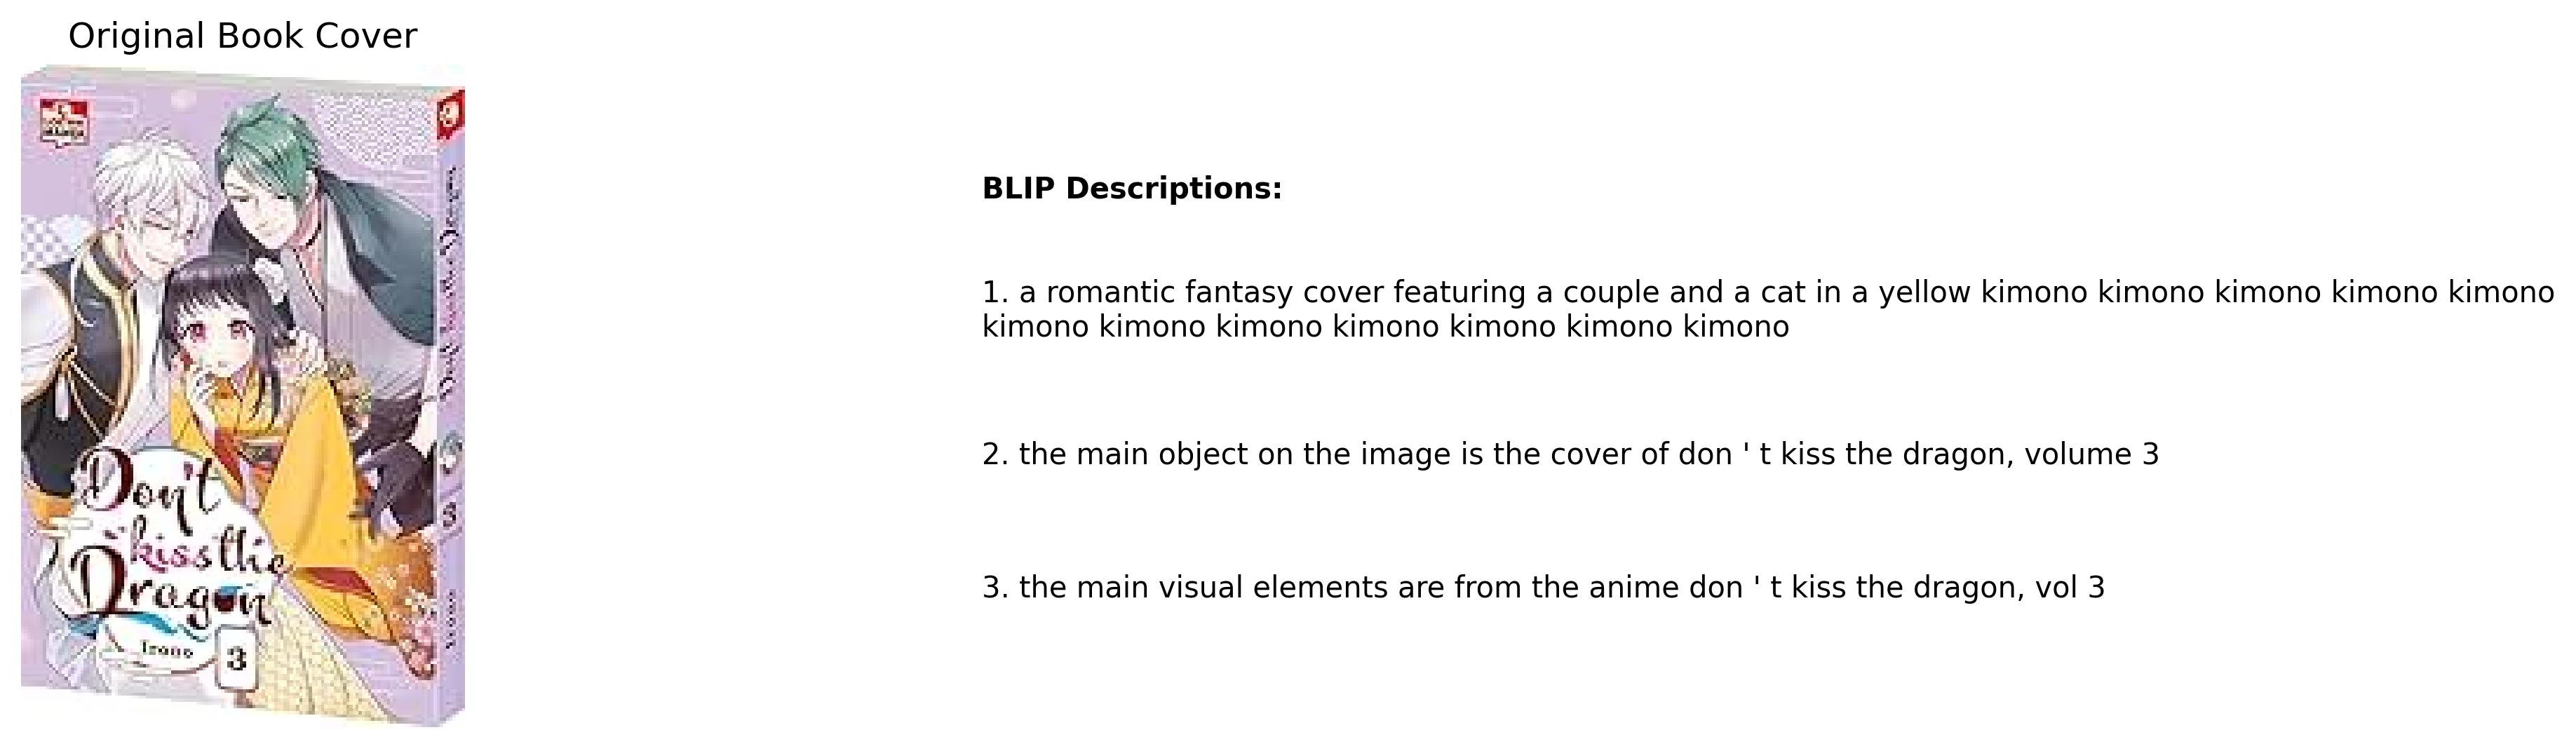 Original Book Cover
Don't
kiss the
Dragon
Irono
3
3
BLIP Descriptions:
1. a romantic fantasy cover featuring a couple and a cat in a yellow kimono kimono kimono kimono kimono
kimono kimono kimono kimono kimono kimono kimono
2. the main object on the image is the cover of don ' t kiss the dragon, volume 3
3. the main visual elements are from the anime don ' t kiss the dragon, vol 3